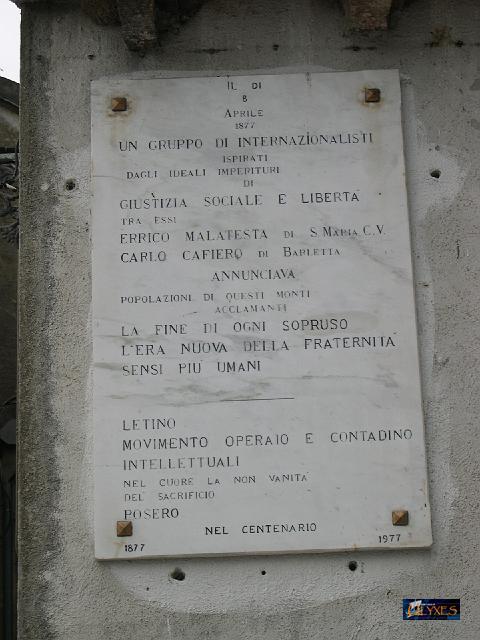 IL DI
8
APRILE
1877
UN GRUPPO DI INTERNAZIONALISTI
ISPIRATI
DAGLI IDEALI IMPERITURI
DI
GIUSTIZIA SOCIALE E LIBERTA'
TRA ESSI
ERRICO MALATESTA DI S. MARIA C.V.
CARLO CAFIERO DI BARLETTA
ANNUNCIAVA
POPOLAZIONI DI QUESTI MONTI
ACCLAMANTI
LA FINE DI OGNI SOPRUSO
L'ERA NUOVA DELLA FRATERNITA
SENSI PIU' UMANI
LETINO
MOVIMENTO OPERAIO E CONTADINO
INTELLETTUALI
NEL CUORE LA NON VANITA'
DEL SACRIFICIO
POSERO
NEL CENTENARIO
1877 1977
ULYXES